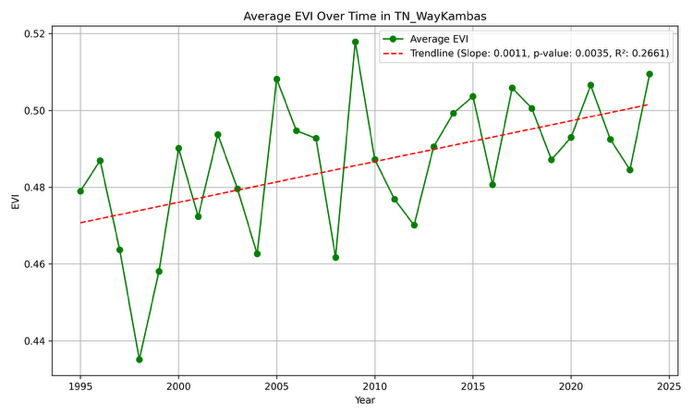 Average EVI Over Time in TN_WayKambas
Average EVI
Trendline (Slope: 0.0011, p-value: 0.0035, R²: 0.2661)
EVI
0.52
0.50
0.48
0.46
0.44
1995 2000 2005 2010 2015 2020 2025
Year